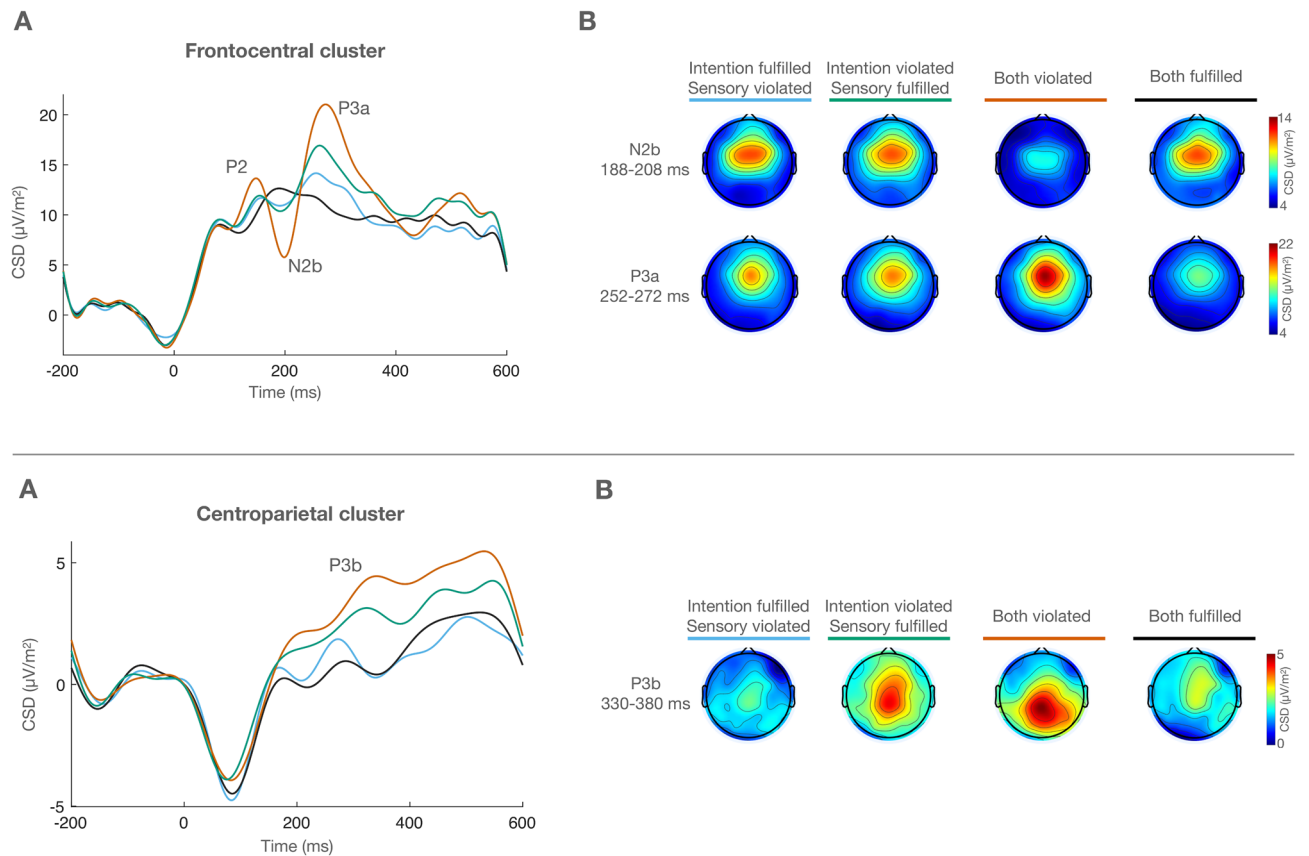 A
Frontocentral cluster
CSD (µV/m²)
20
15
10
5
0
P2
N2b
P3a
-200
0
200
400
600
Time (ms)
B
Intention fulfilled
Sensory violated
Intention violated
Sensory fulfilled
Both violated
Both fulfilled
N2b
188-208 ms
14
CSD (µV/m²)
4
P3a
252-272 ms
22
CSD (µV/m²)
4
A
Centroparietal cluster
CSD (µV/m²)
5
0
-5
P3b
-200
0
200
400
600
Time (ms)
B
Intention fulfilled
Sensory violated
Intention violated
Sensory fulfilled
Both violated
Both fulfilled
P3b
330-380 ms
5
CSD (µV/m²)
0